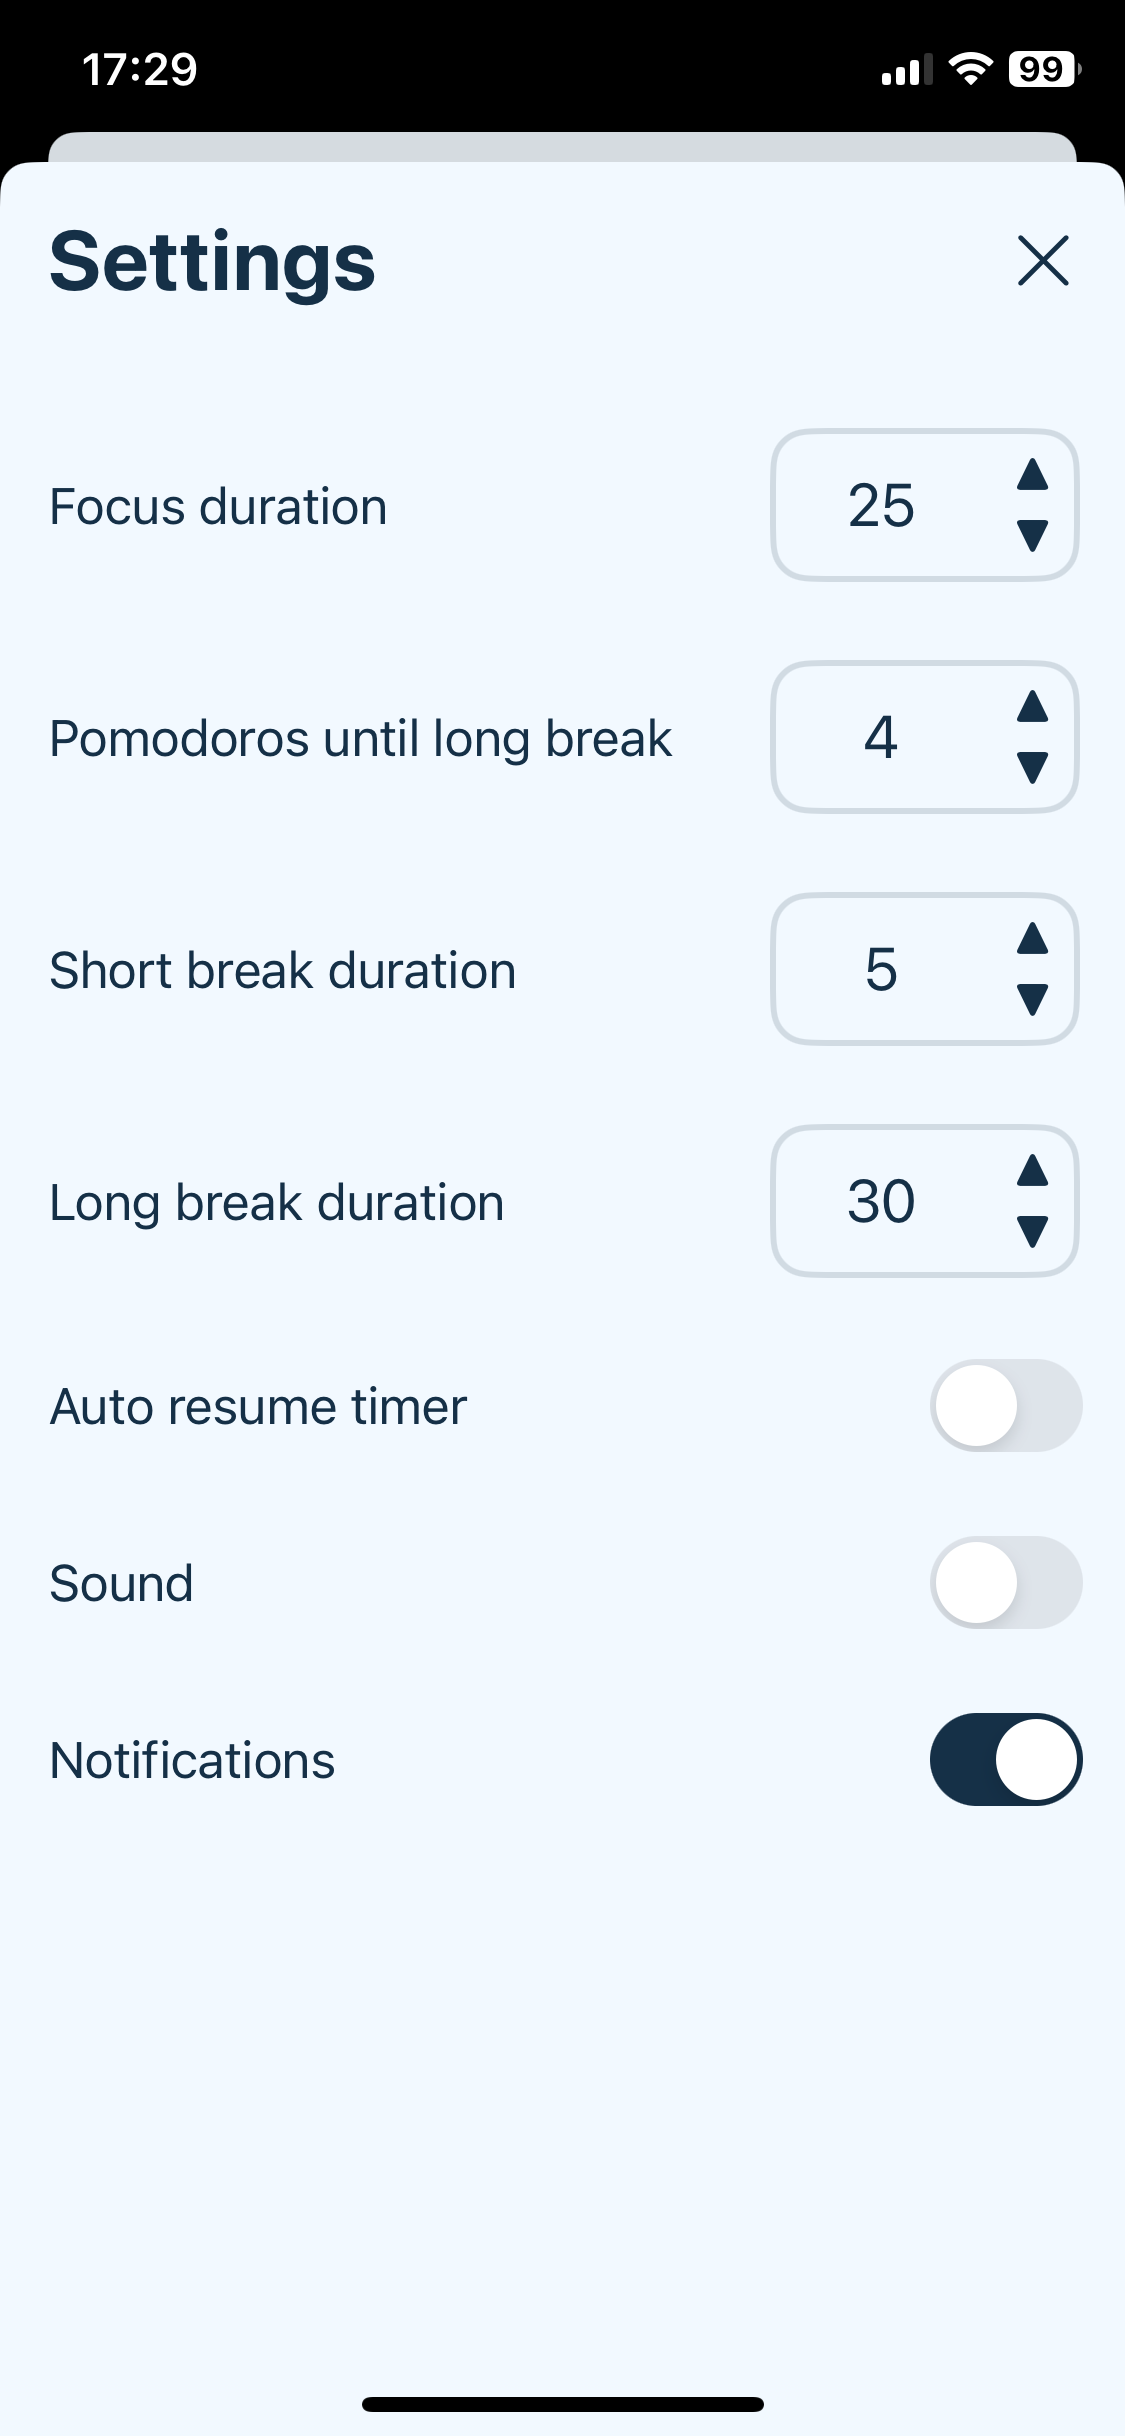 17:29
99
Settings
Focus duration 25
Pomodoros until long break 4
Short break duration 5
Long break duration 30
Auto resume timer
Sound
Notifications